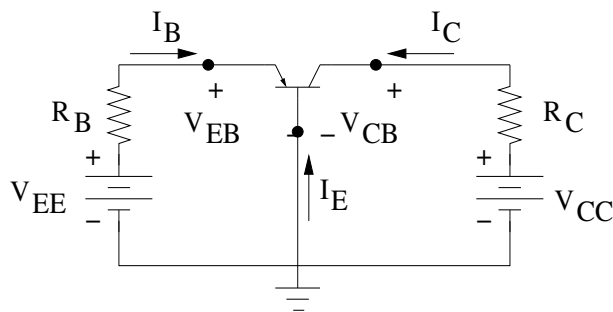 I_B I_C
+ +
R_B V_EB - - V_CB R_C
+ +
V_EE I_E V_CC
- -